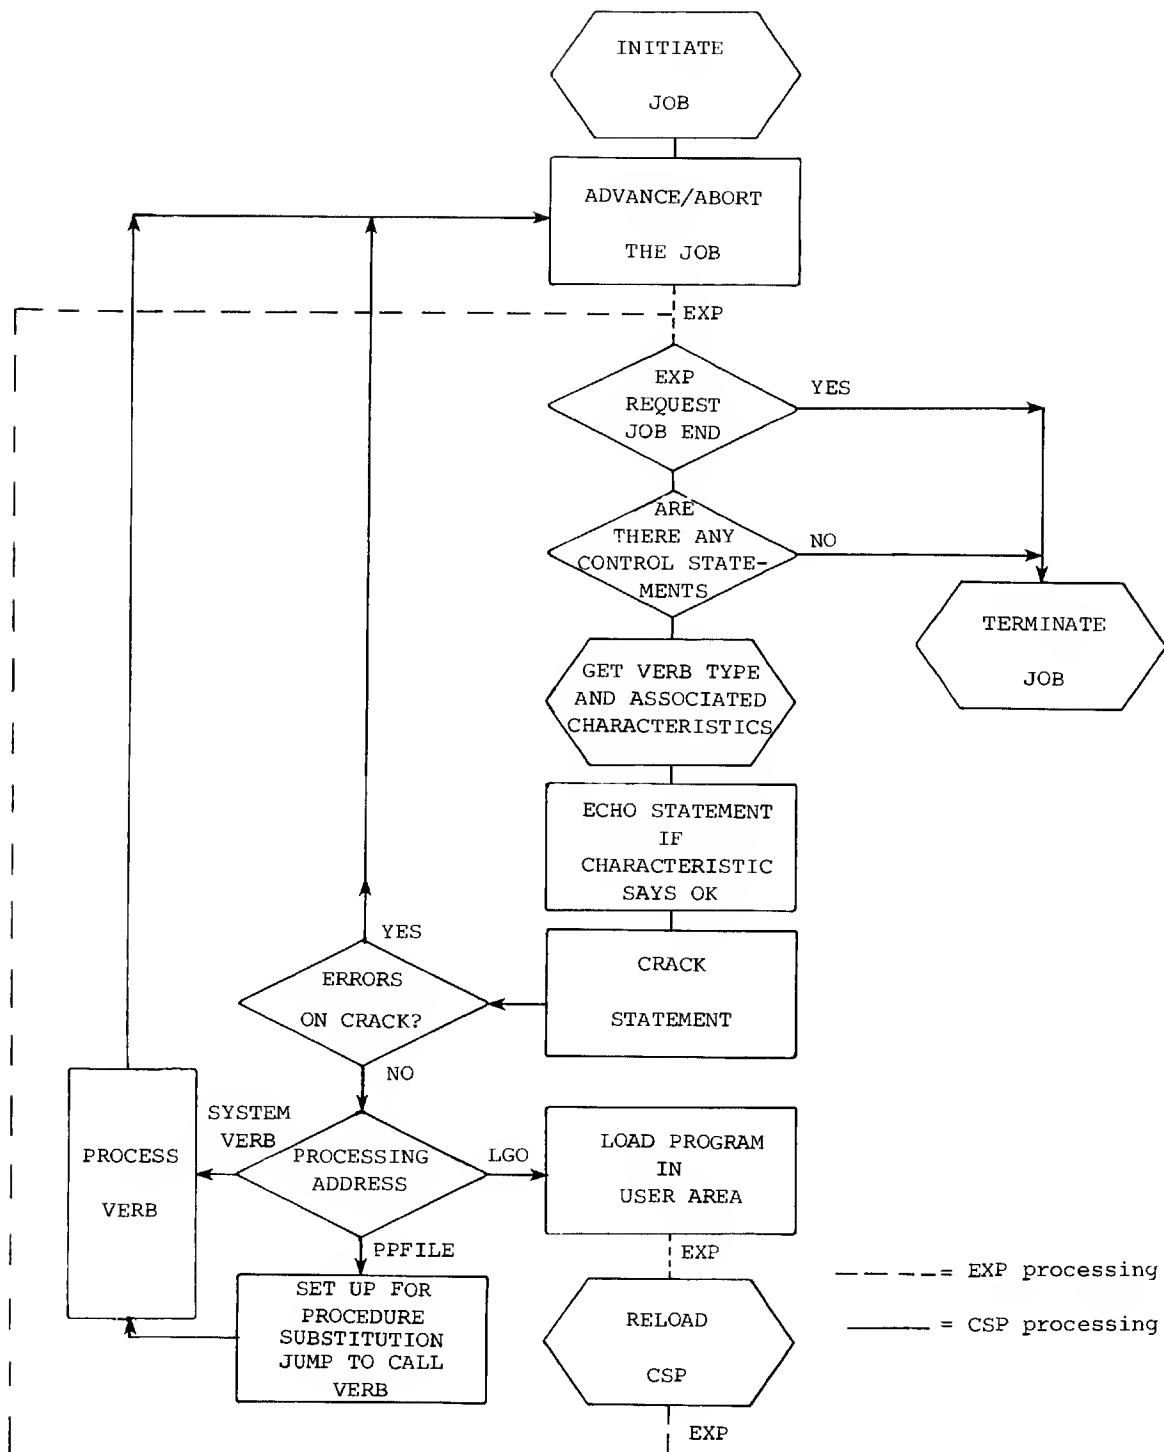 INITIATE
JOB
ADVANCE/ABORT
THE JOB
EXP
EXP
REQUEST
JOB END
YES
ARE
THERE ANY
CONTROL STATE-
MENTS
NO
TERMINATE
JOB
GET VERB TYPE
AND ASSOCIATED
CHARACTERISTICS
ECHO STATEMENT
IF
CHARACTERISTIC
SAYS OK
CRACK
STATEMENT
YES
ERRORS
ON CRACK?
NO
SYSTEM
VERB
PROCESS
VERB
PROCESSING
ADDRESS
LGO
LOAD PROGRAM
IN
USER AREA
PPFILE
EXP
SET UP FOR
PROCEDURE
SUBSTITUTION
JUMP TO CALL
VERB
RELOAD
CSP
EXP
= EXP processing
= CSP processing